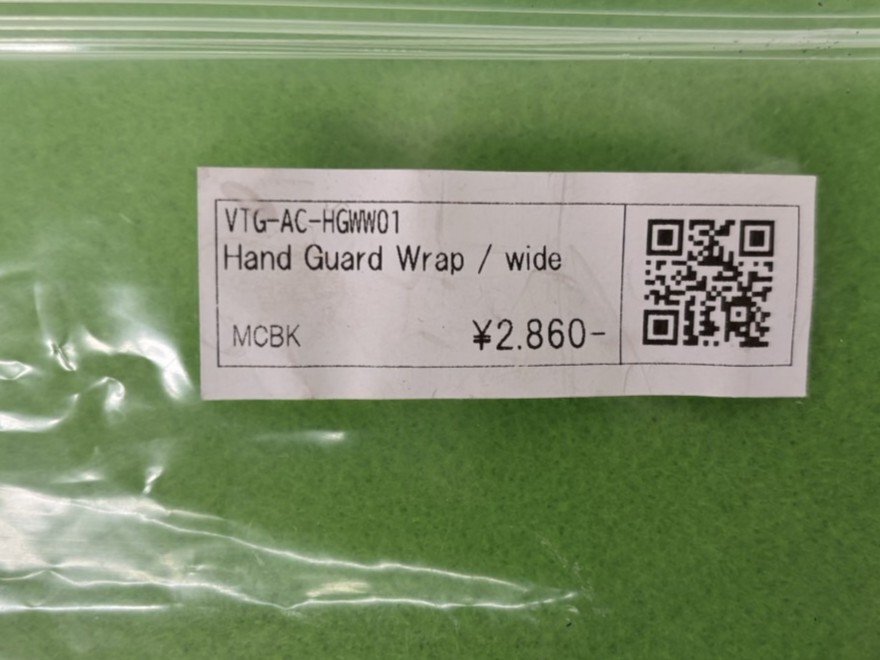 VTG-AC-HGWW01
Hand Guard Wrap / wide
MCBK ¥2.860-